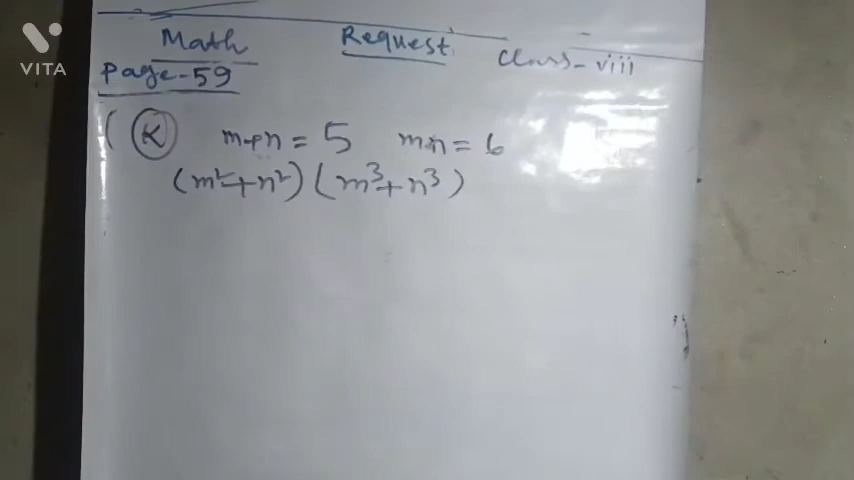 VITA
Math Request Class-viii
page-59
(K) m+n = 5 mn = 6
(m²+n²) (m³+n³)